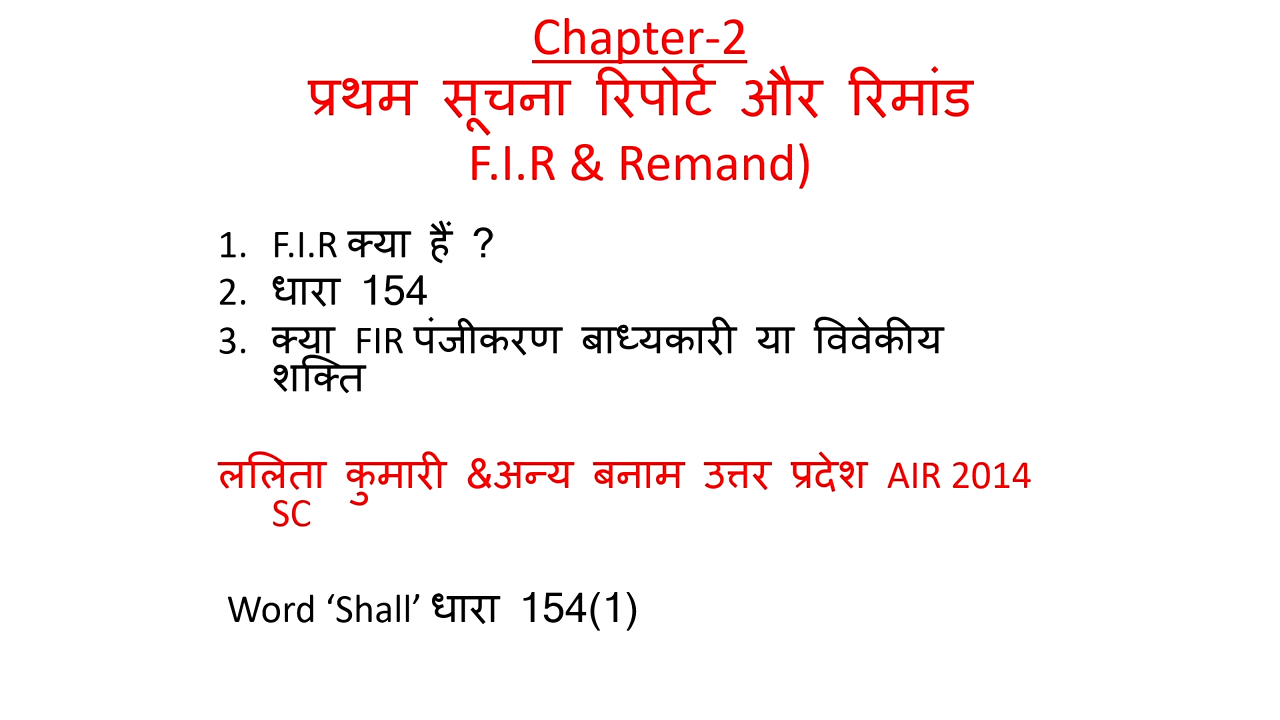 Chapter-2
प्रथम सूचना रिपोर्ट और रिमांड
F.I.R & Remand)
1. F.I.R क्या हैं ?
2. धारा 154
3. क्या FIR पंजीकरण बाध्यकारी या विवेकीय
शक्ति
ललिता कुमारी &अन्य बनाम उत्तर प्रदेश AIR 2014
SC
Word ‘Shall’ धारा 154(1)